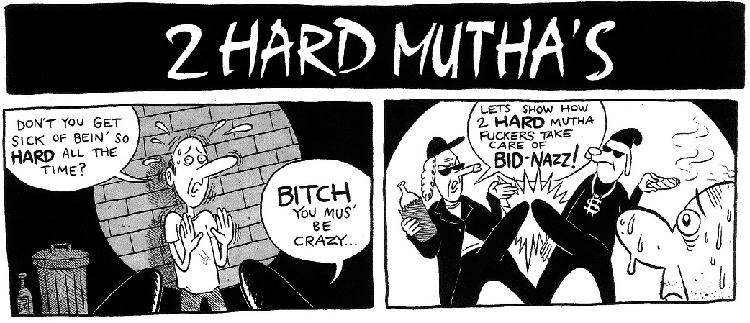 2 HARD MUTHA'S
DON'T YOU GET
SICK OF BEIN' SO
HARD ALL THE
TIME?
BITCH
YOU MUS'
BE
CRAZY...
LETS SHOW HOW
2 HARD MUTHA
FUCKERS TAKE
CARE OF
BID-NAZZ!
$